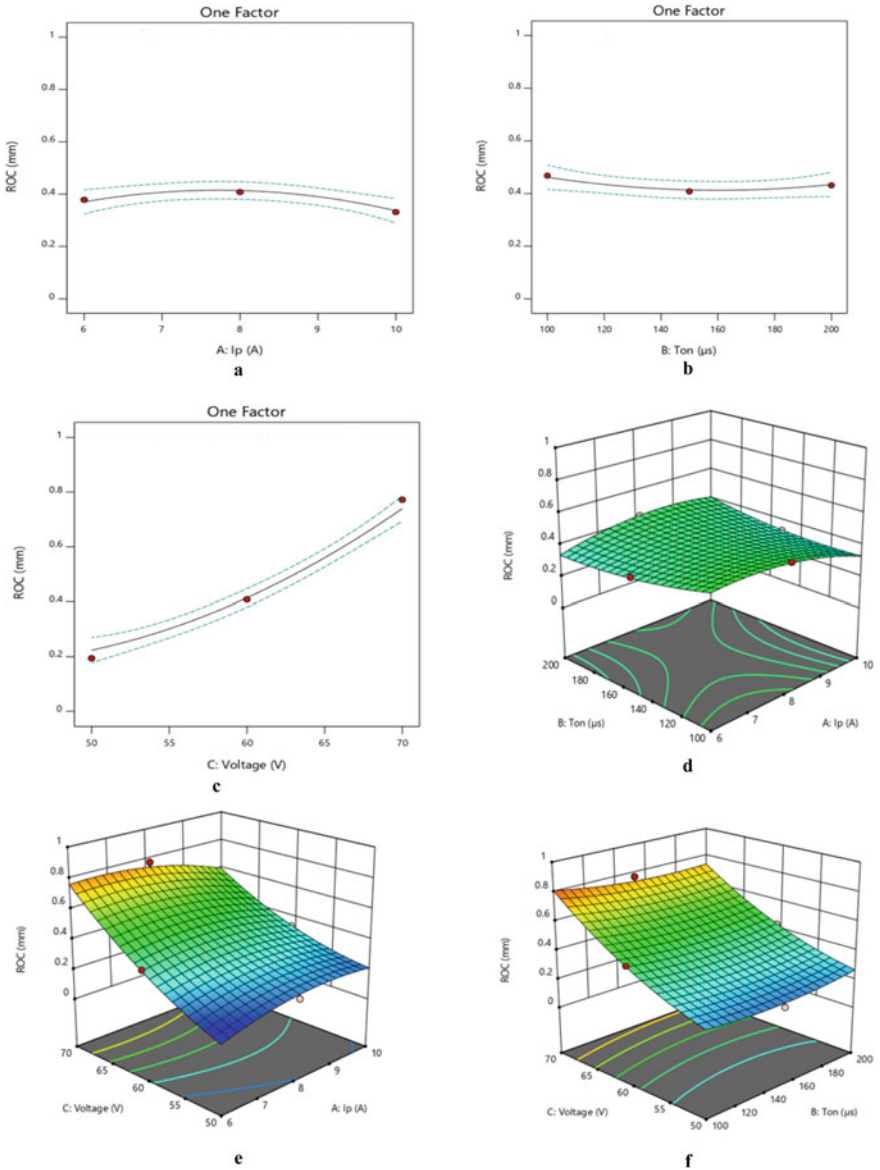 One Factor
1
0.8
0.6
0.4
0.2
0
ROC (mm)
6 7 8 9 10
A: Ip (A)
a
One Factor
1
0.8
0.6
0.4
0.2
0
ROC (mm)
100 120 140 160 180 200
B: Ton (µs)
b
One Factor
1
0.8
0.6
0.4
0.2
0
ROC (mm)
50 55 60 65 70
C: Voltage (V)
c
1
0.8
0.6
0.4
0.2
0
ROC (mm)
200 180 160 140 120 100
B: Ton (µs)
6 7 8 9 10
A: Ip (A)
d
1
0.8
0.6
0.4
0.2
0
ROC (mm)
70 65 60 55 50
C: Voltage (V)
6 7 8 9 10
A: Ip (A)
e
1
0.8
0.6
0.4
0.2
0
ROC (mm)
70 65 60 55 50
C: Voltage (V)
100 120 140 160 180 200
B: Ton (µs)
f